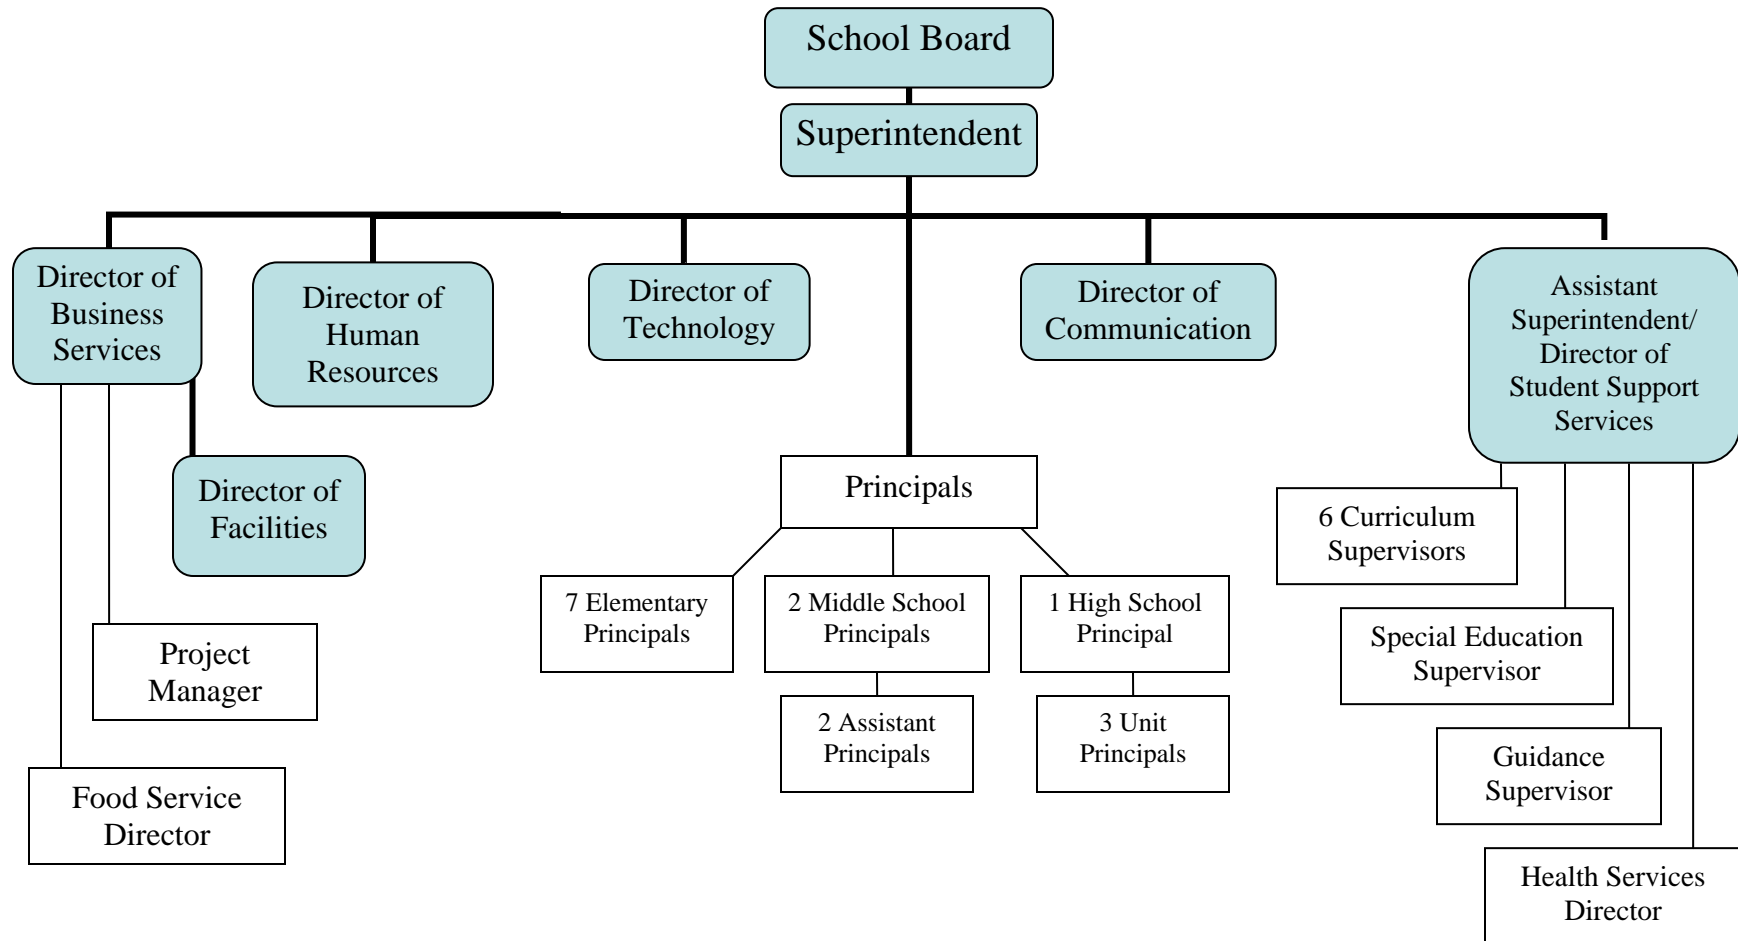 School Board
Superintendent
Director of
Business
Services
Director of
Human
Resources
Director of
Technology
Director of
Communication
Assistant
Superintendent/
Director of
Student Support
Services
Director of
Facilities
Principals
6 Curriculum
Supervisors
7 Elementary
Principals
2 Middle School
Principals
1 High School
Principal
Special Education
Supervisor
Project
Manager
2 Assistant
Principals
3 Unit
Principals
Guidance
Supervisor
Food Service
Director
Health Services
Director